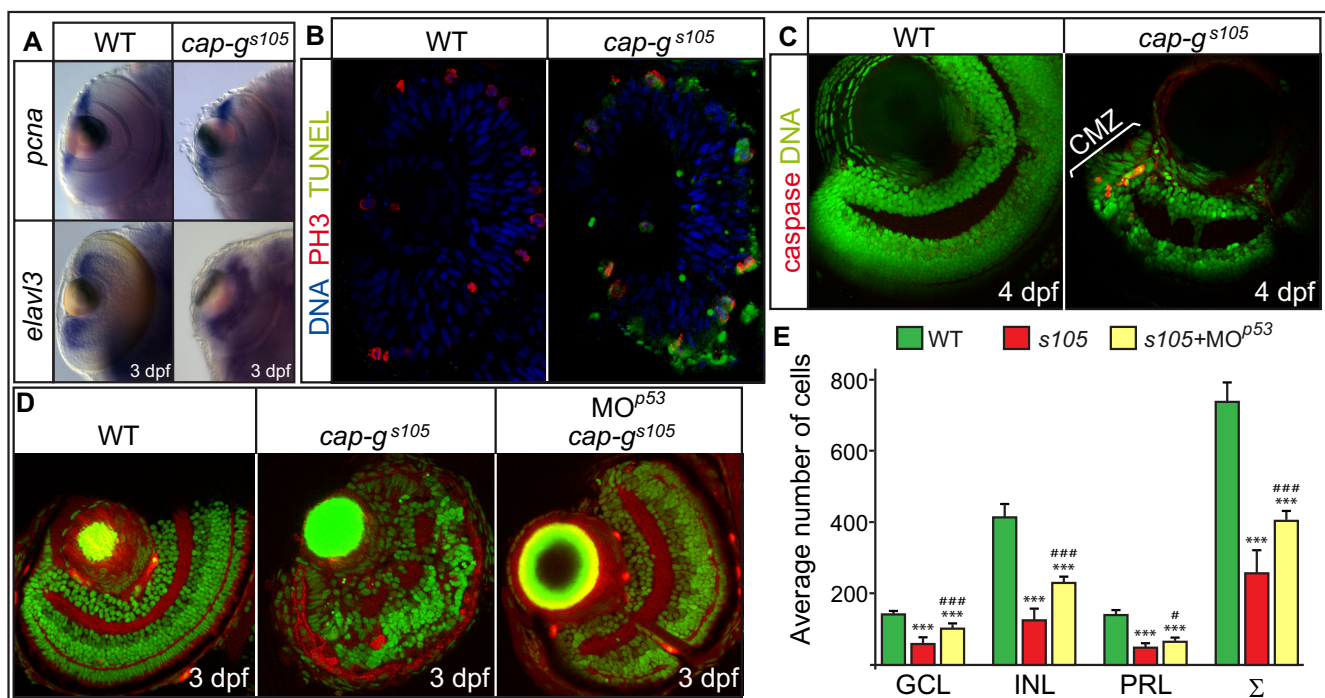 A
WT
cap-g s105
pcna
elavl3
3 dpf
3 dpf
B
WT
cap-g s105
DNA PH3 TUNEL
C
WT
cap-g s105
caspase DNA
CMZ
4 dpf
4 dpf
D
WT
cap-g s105
MO p53
cap-g s105
3 dpf
3 dpf
3 dpf
E
WT
s105
s105+MO p53
Average number of cells
800
600
400
200
***
###
***
***
###
***
***
#
***
***
###
***
GCL
INL
PRL
Σ